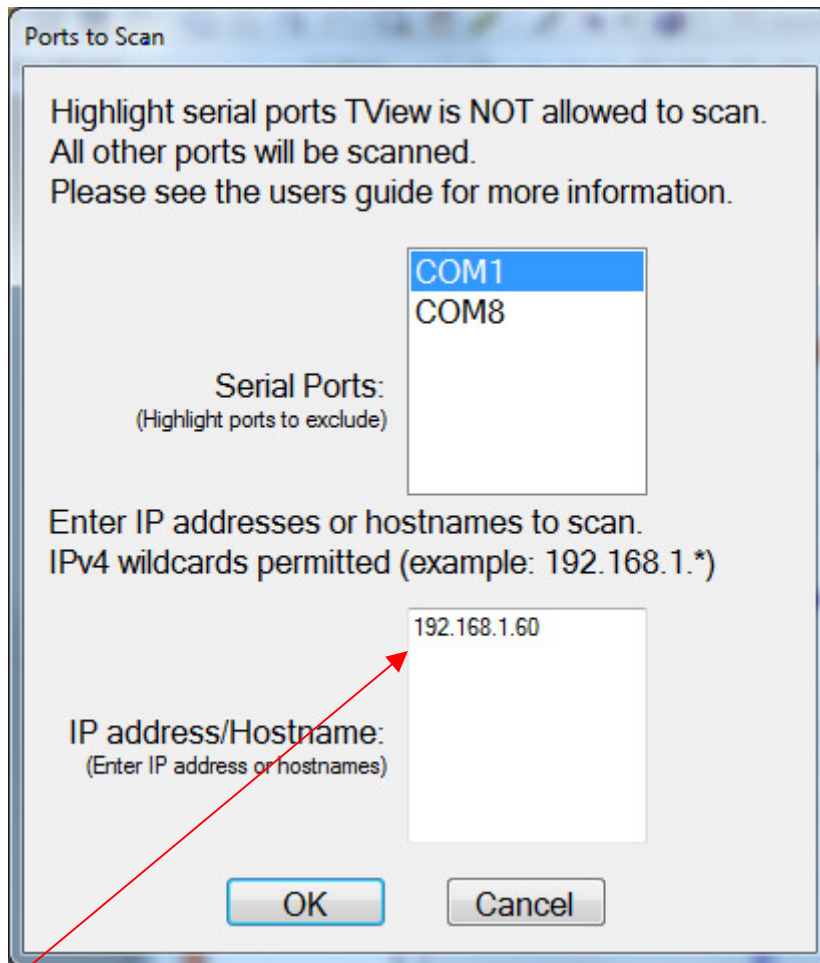 Ports to Scan
Highlight serial ports TView is NOT allowed to scan.
All other ports will be scanned.
Please see the users guide for more information.
COM1
COM8
Serial Ports:
(Highlight ports to exclude)
Enter IP addresses or hostnames to scan.
IPv4 wildcards permitted (example: 192.168.1.*)
192.168.1.60
IP address/Hostname:
(Enter IP address or hostnames)
OK
Cancel